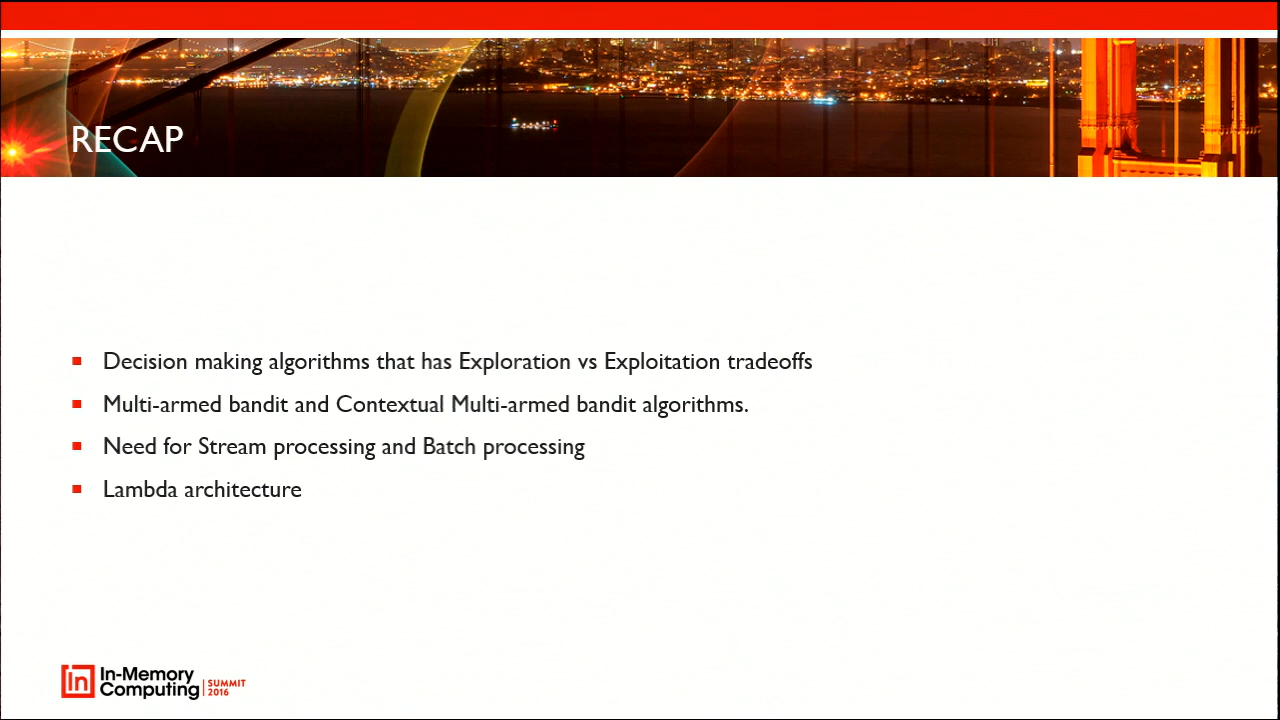 RECAP
Decision making algorithms that has Exploration vs Exploitation tradeoffs
Multi-armed bandit and Contextual Multi-armed bandit algorithms.
Need for Stream processing and Batch processing
Lambda architecture
in In-Memory
Computing SUMMIT
2016